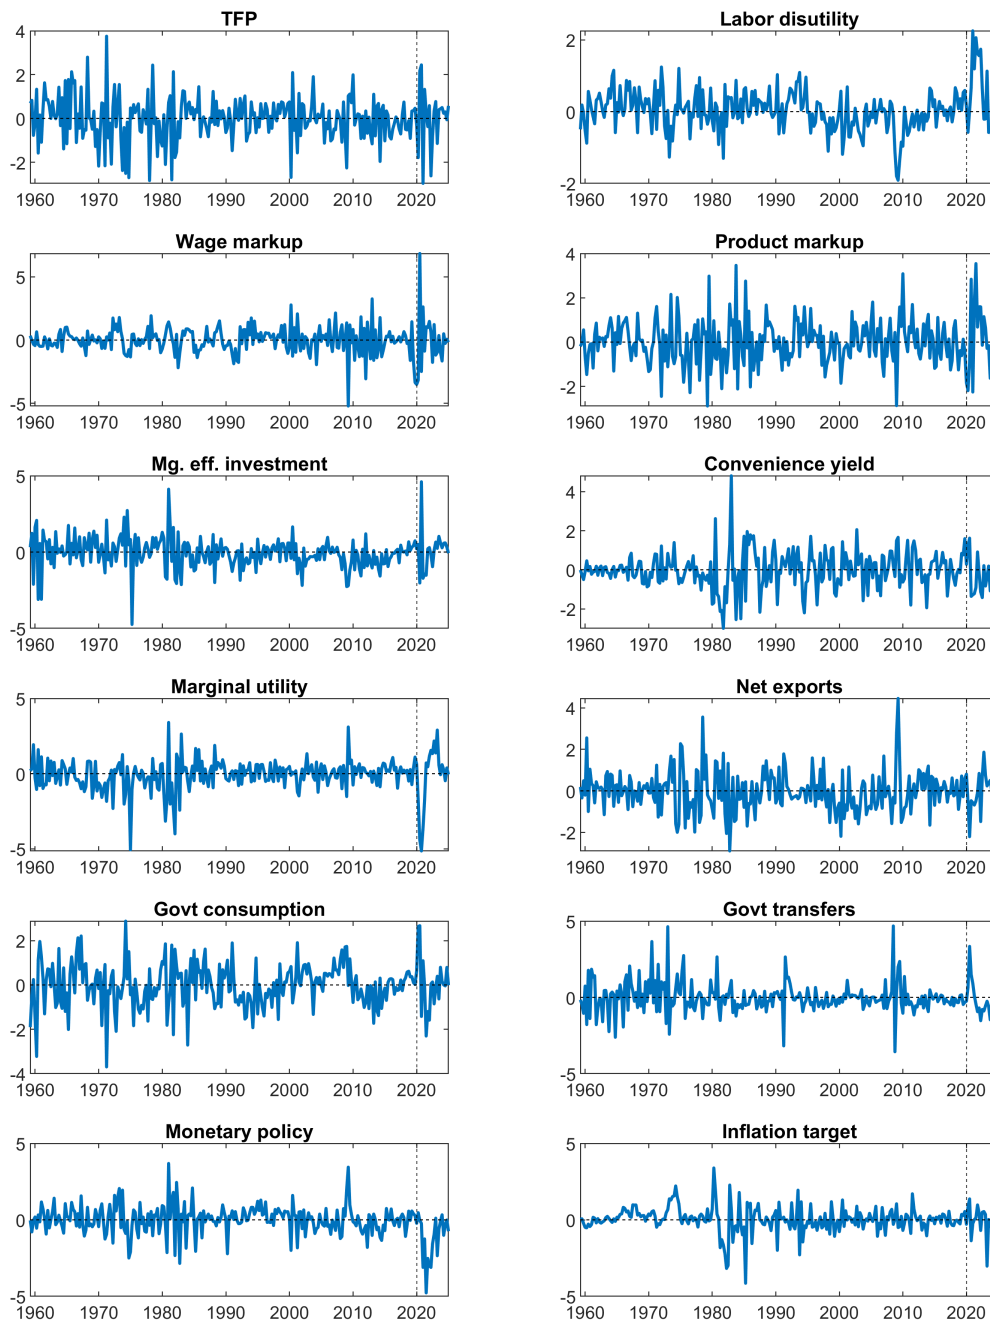 TFP
4
2
0
-2
1960 1970 1980 1990 2000 2010 2020
Labor disutility
2
0
-2
1960 1970 1980 1990 2000 2010 2020
Wage markup
5
0
-5
1960 1970 1980 1990 2000 2010 2020
Product markup
4
2
0
-2
1960 1970 1980 1990 2000 2010 2020
Mg. eff. investment
5
0
-5
1960 1970 1980 1990 2000 2010 2020
Convenience yield
4
2
0
-2
1960 1970 1980 1990 2000 2010 2020
Marginal utility
5
0
-5
1960 1970 1980 1990 2000 2010 2020
Net exports
4
2
0
-2
1960 1970 1980 1990 2000 2010 2020
Govt consumption
2
0
-2
-4
1960 1970 1980 1990 2000 2010 2020
Govt transfers
5
0
-5
1960 1970 1980 1990 2000 2010 2020
Monetary policy
5
0
-5
1960 1970 1980 1990 2000 2010 2020
Inflation target
5
0
-5
1960 1970 1980 1990 2000 2010 2020